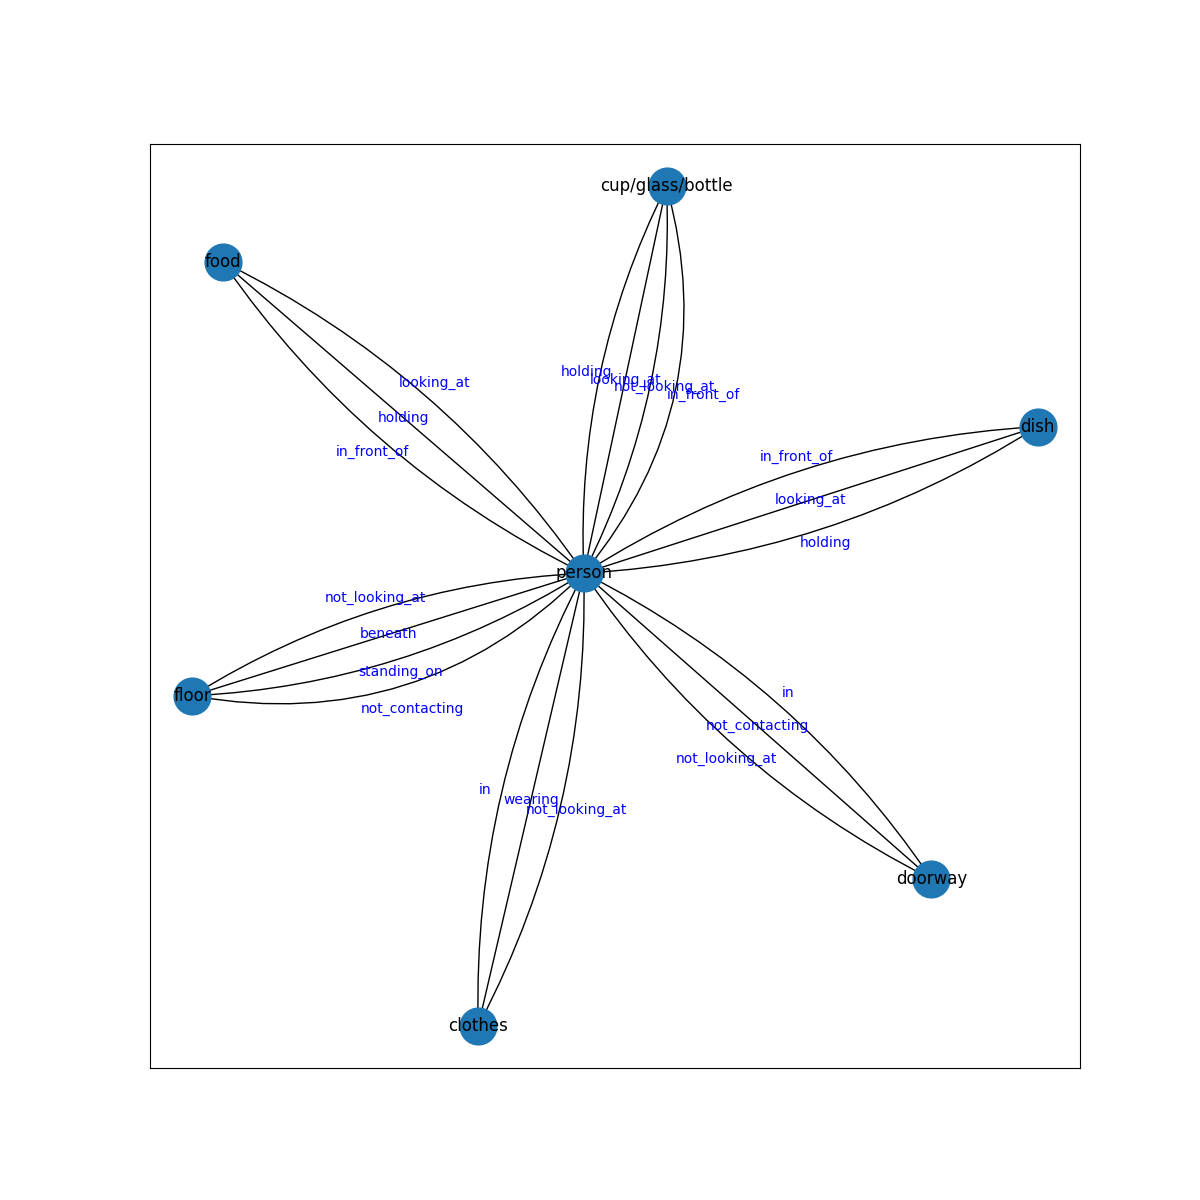 cup/glass/bottle
food
holding
looking_at
looking_at
not_looking_at
in_front_of
holding
in_front_of
dish
in_front_of
looking_at
holding
person
not_looking_at
beneath
standing_on
not_contacting
floor
in
not_contacting
not_looking_at
in
wearing
not_looking_at
doorway
clothes